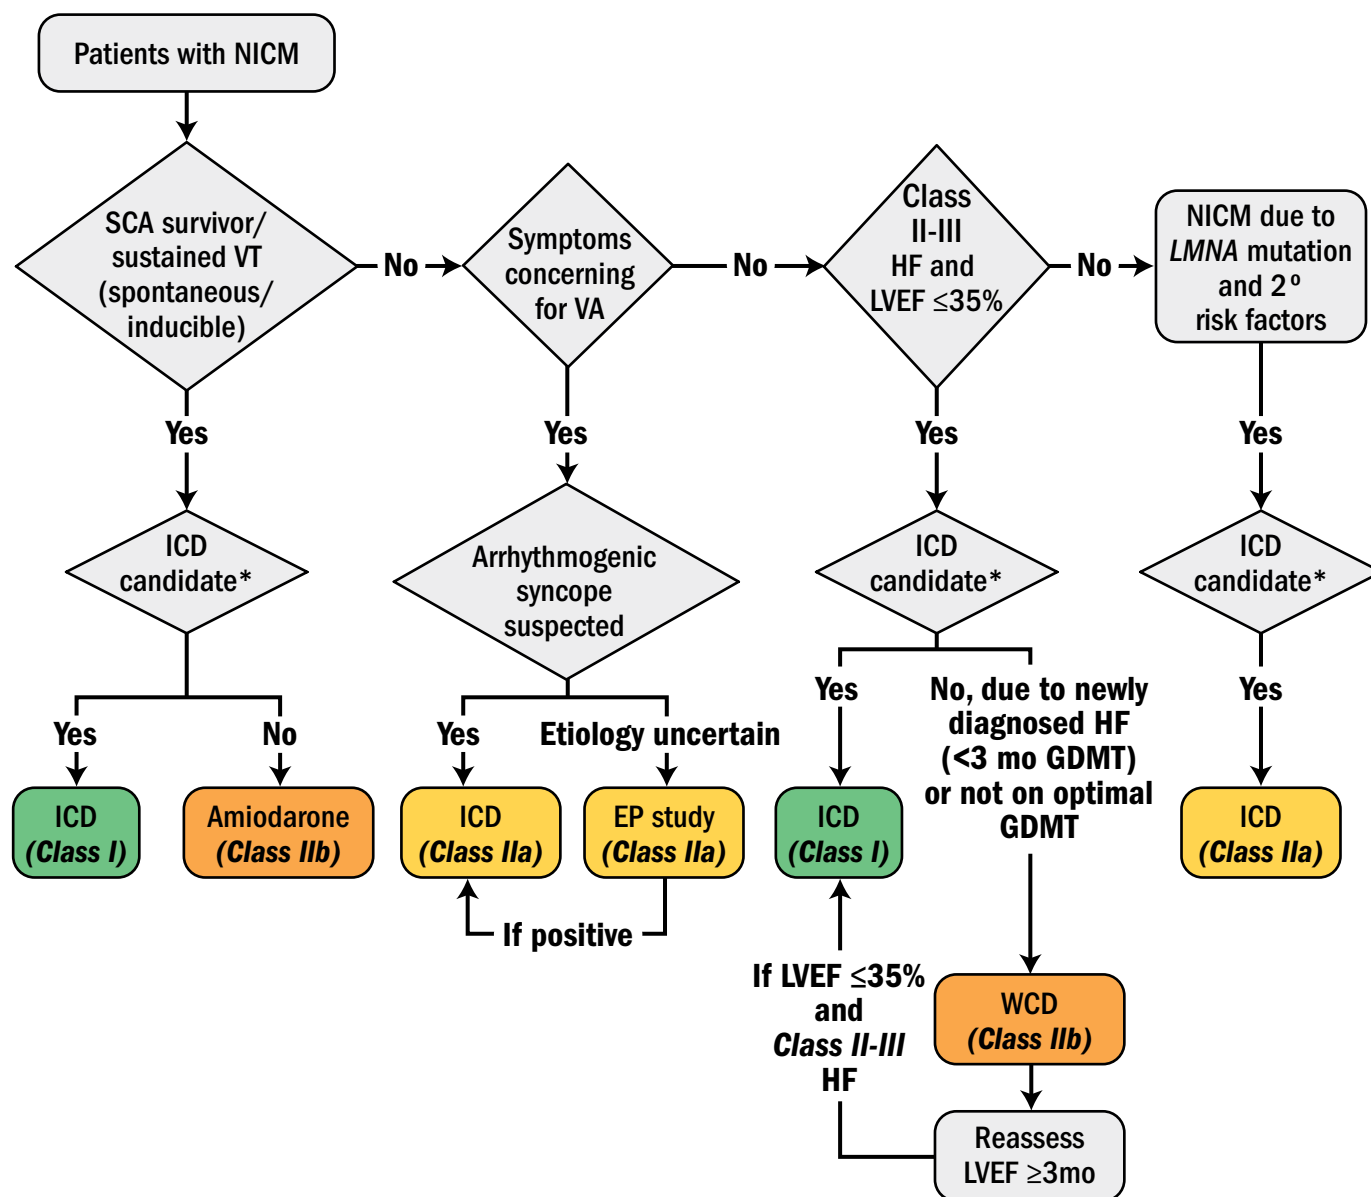 Patients with NICM
SCA survivor/
sustained VT
(spontaneous/
inducible)
No
Symptoms
concerning
for VA
No
Class
II-III
HF and
LVEF ≤35%
No
NICM due to
LMNA mutation
and 2º
risk factors
Yes
Yes
Yes
Yes
ICD
candidate*
Arrhythmogenic
syncope
suspected
ICD
candidate*
ICD
candidate*
Yes
No
Yes
Etiology uncertain
Yes
No, due to newly
diagnosed HF
(<3 mo GDMT)
or not on optimal
GDMT
Yes
ICD
(Class I)
Amiodarone
(Class IIb)
ICD
(Class IIa)
EP study
(Class IIa)
ICD
(Class I)
ICD
(Class IIa)
If positive
If LVEF ≤35%
and
Class II-III
HF
WCD
(Class IIb)
Reassess
LVEF ≥3mo